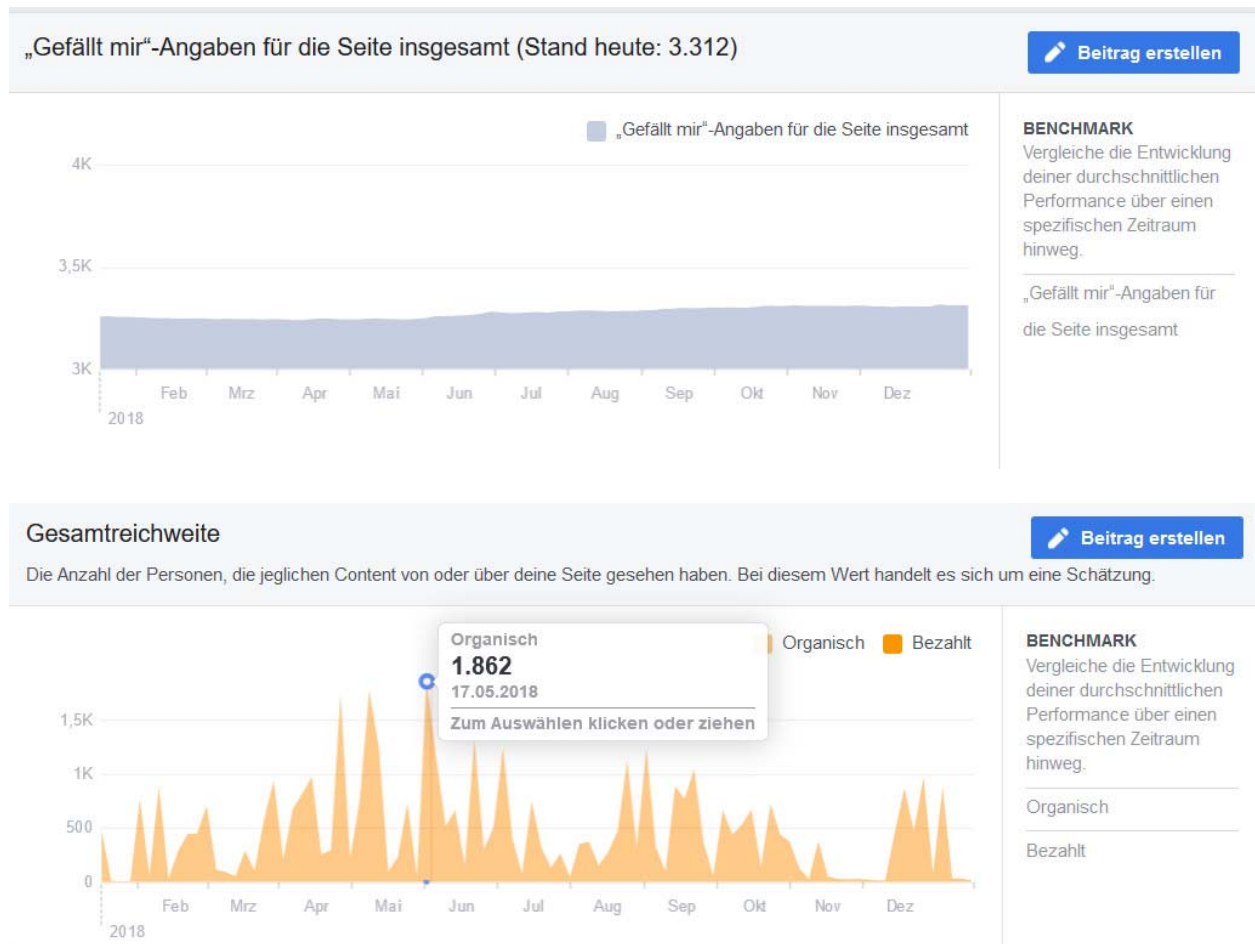 „Gefällt mir“-Angaben für die Seite insgesamt (Stand heute: 3.312)
Beitrag erstellen
„Gefällt mir“-Angaben für die Seite insgesamt
4K
3,5K
3K
Feb Mrz Apr Mai Jun Jul Aug Sep Okt Nov Dez
2018
BENCHMARK
Vergleiche die Entwicklung
deiner durchschnittlichen
Performance über einen
spezifischen Zeitraum
hinweg.
„Gefällt mir“-Angaben für
die Seite insgesamt
Gesamtreichweite
Beitrag erstellen
Die Anzahl der Personen, die jeglichen Content von oder über deine Seite gesehen haben. Bei diesem Wert handelt es sich um eine Schätzung.
Organisch Bezahlt
Organisch
1.862
17.05.2018
Zum Auswählen klicken oder ziehen
1,5K
1K
500
0
Feb Mrz Apr Mai Jun Jul Aug Sep Okt Nov Dez
2018
BENCHMARK
Vergleiche die Entwicklung
deiner durchschnittlichen
Performance über einen
spezifischen Zeitraum
hinweg.
Organisch
Bezahlt